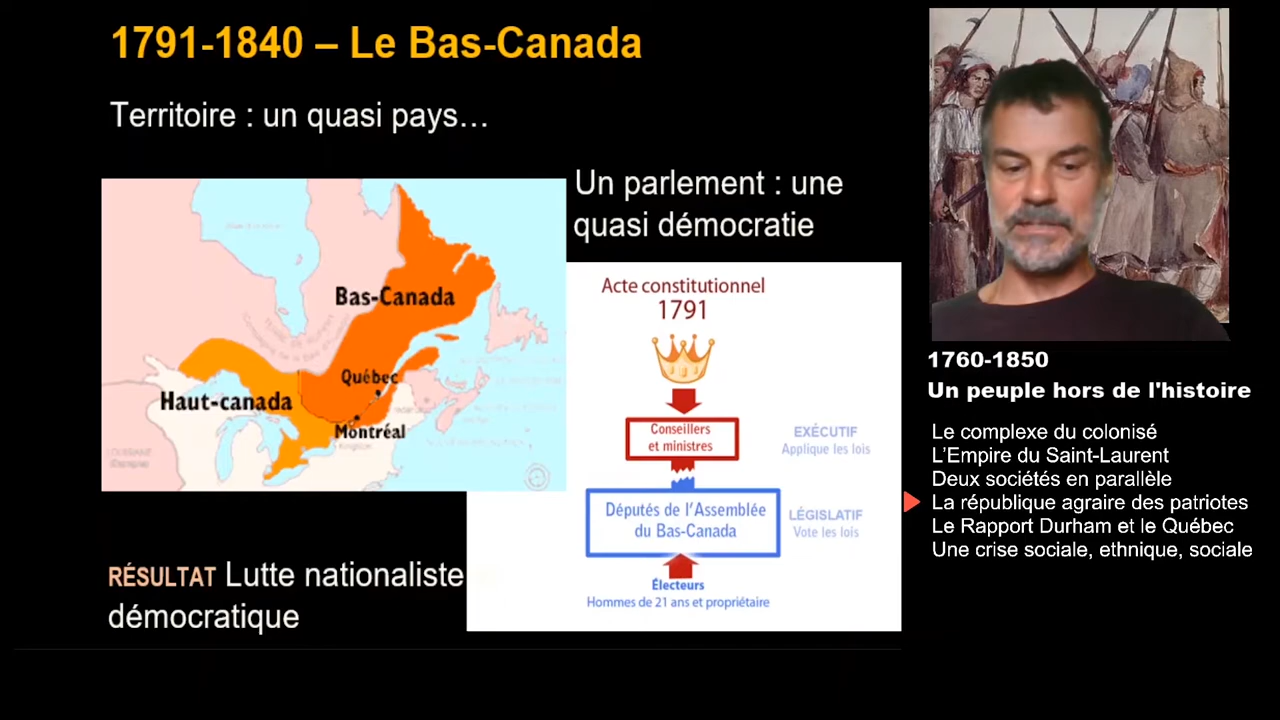 1791-1840 – Le Bas-Canada
Territoire : un quasi pays…
Bas-Canada
Québec
Haut-canada
Montréal
Un parlement : une
quasi démocratie
Acte constitutionnel
1791
Conseillers
et ministres
EXÉCUTIF
Applique les lois
Députés de l'Assemblée
du Bas-Canada
LÉGISLATIF
Vote les lois
Électeurs
Hommes de 21 ans et propriétaire
RÉSULTAT Lutte nationaliste
démocratique
1760-1850
Un peuple hors de l'histoire
Le complexe du colonisé
L'Empire du Saint-Laurent
Deux sociétés en parallèle
La république agraire des patriotes
Le Rapport Durham et le Québec
Une crise sociale, ethnique, sociale